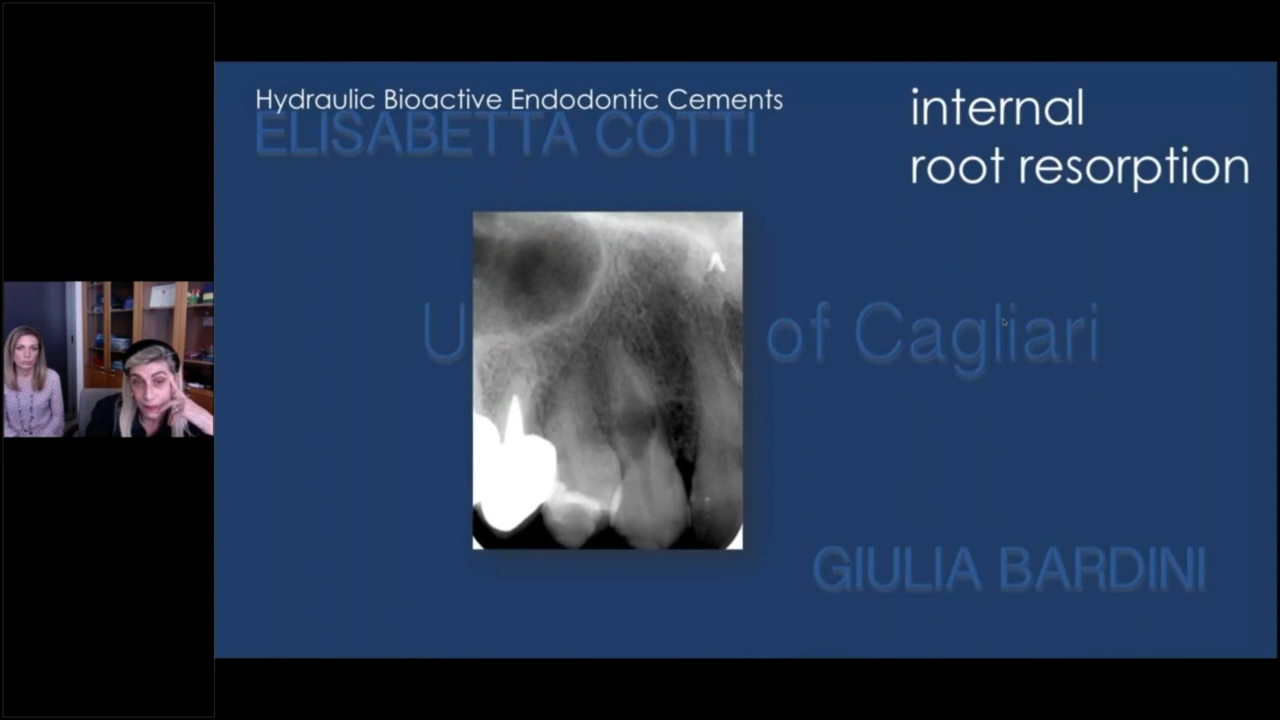 Hydraulic Bioactive Endodontic Cements
ELISABETTA COTTI
internal
root resorption
U
of Cagliari
GIULIA BARDINI